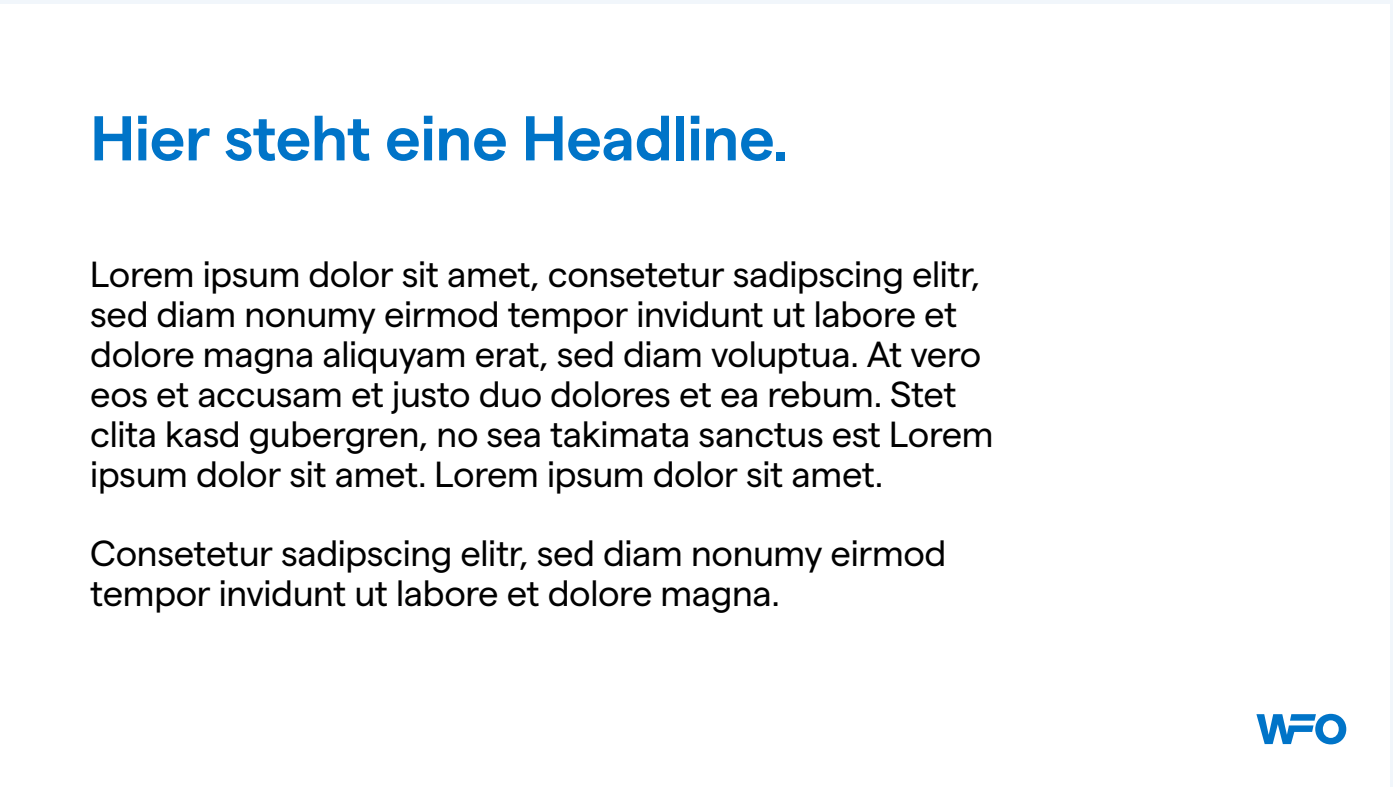 Hier steht eine Headline.
Lorem ipsum dolor sit amet, consetetur sadipscing elitr,
sed diam nonumy eirmod tempor invidunt ut labore et
dolore magna aliquyam erat, sed diam voluptua. At vero
eos et accusam et justo duo dolores et ea rebum. Stet
clita kasd gubergren, no sea takimata sanctus est Lorem
ipsum dolor sit amet. Lorem ipsum dolor sit amet.
Consetetur sadipscing elitr, sed diam nonumy eirmod
tempor invidunt ut labore et dolore magna.
WFO